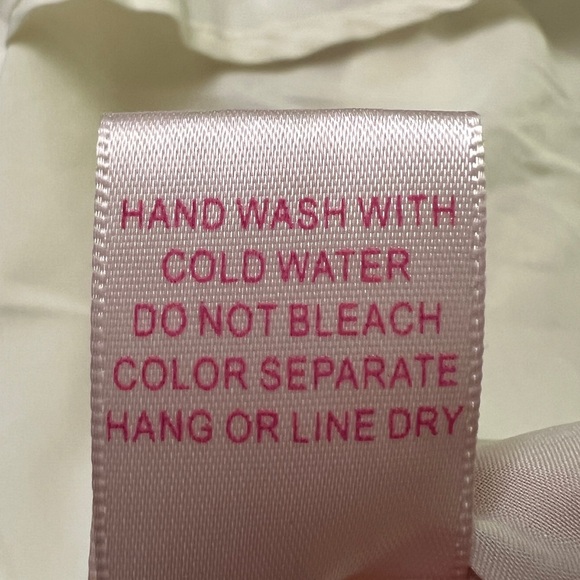 HAND WASH WITH
COLD WATER
DO NOT BLEACH
COLOR SEPARATE
HANG OR LINE DRY